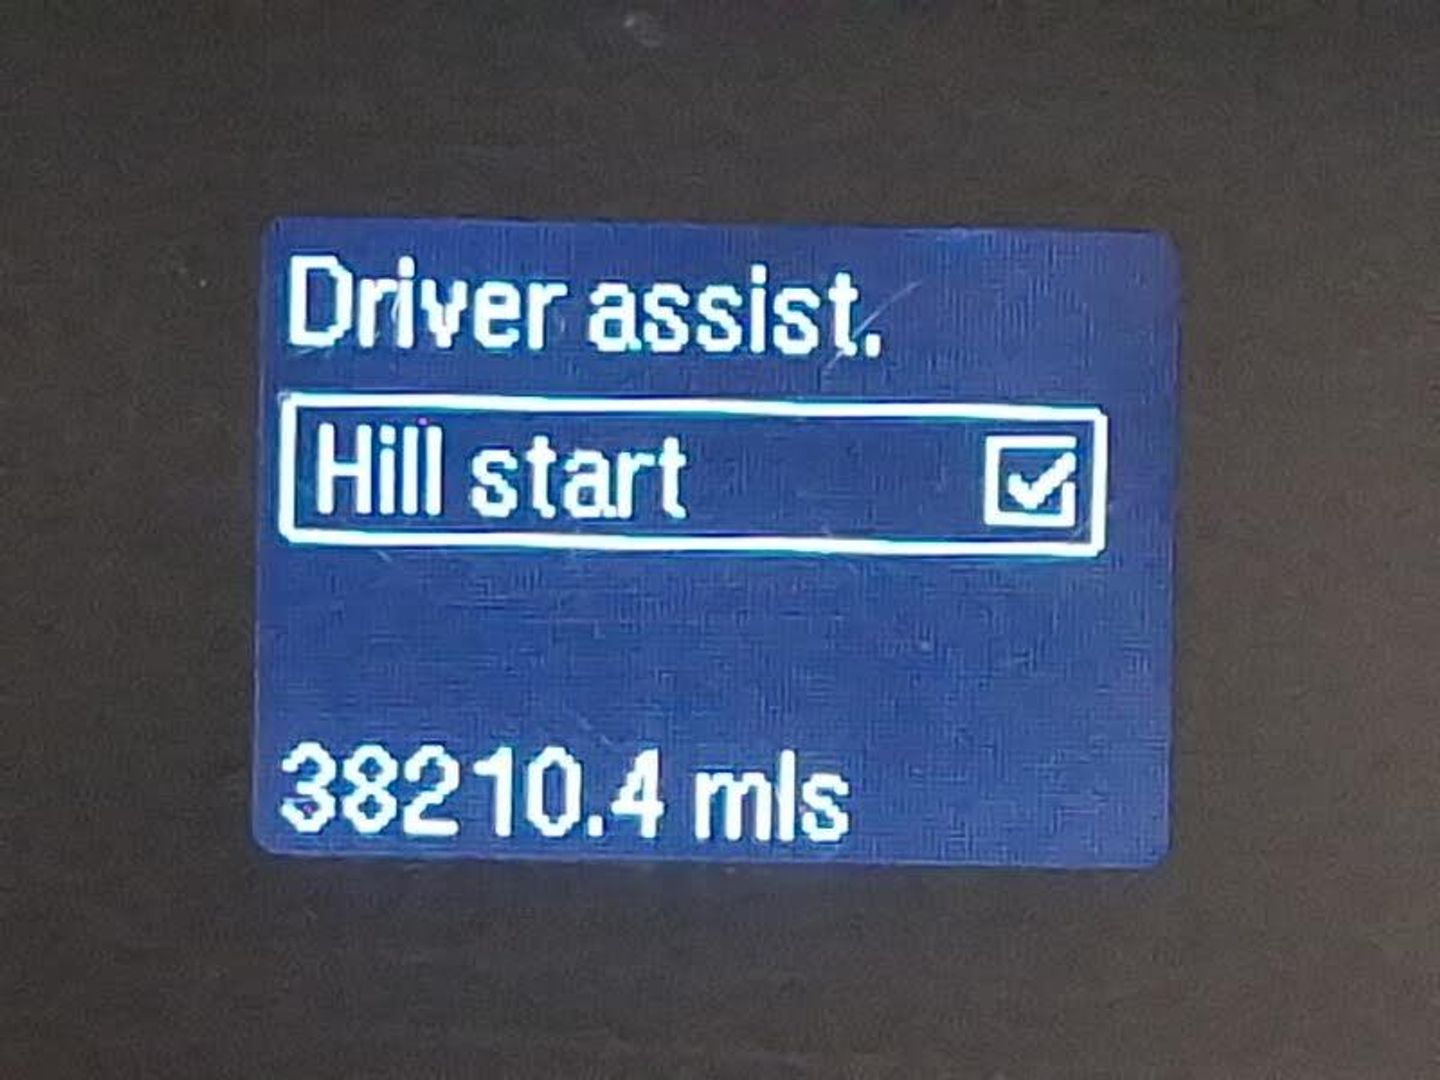 Driver assist.
Hill start
38210.4 mls